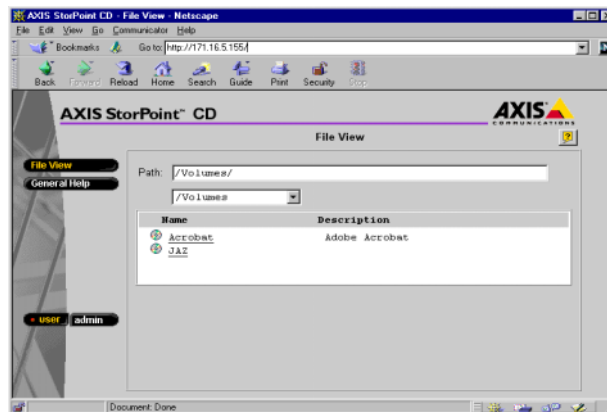 AXIS StorPoint CD - File View - Netscape
File Edit View Go Communicator Help
Bookmarks Go to: http://171.16.5.155/
Back Forward Reload Home Search Guide Print Security Stop
AXIS StorPoint™ CD
AXIS
COMMUNICATIONS
File View
File View
General Help
Path: /Volumes/
/Volumes
Name Description
Acrobat Adobe Acrobat
JAZ
user admin
Document: Done